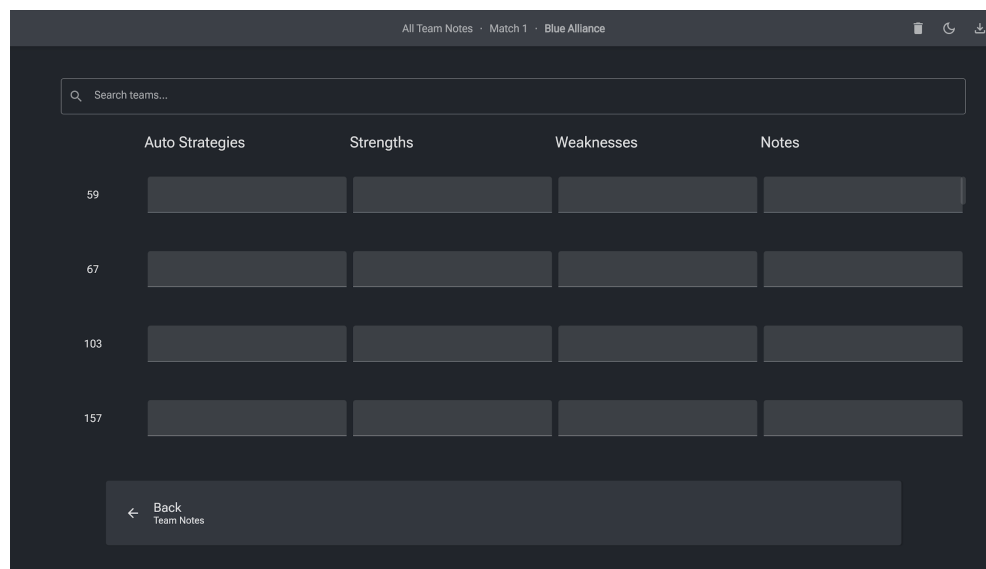 All Team Notes · Match 1 · Blue Alliance
Search teams...
Auto Strategies Strengths Weaknesses Notes
59
67
103
157
Back
Team Notes